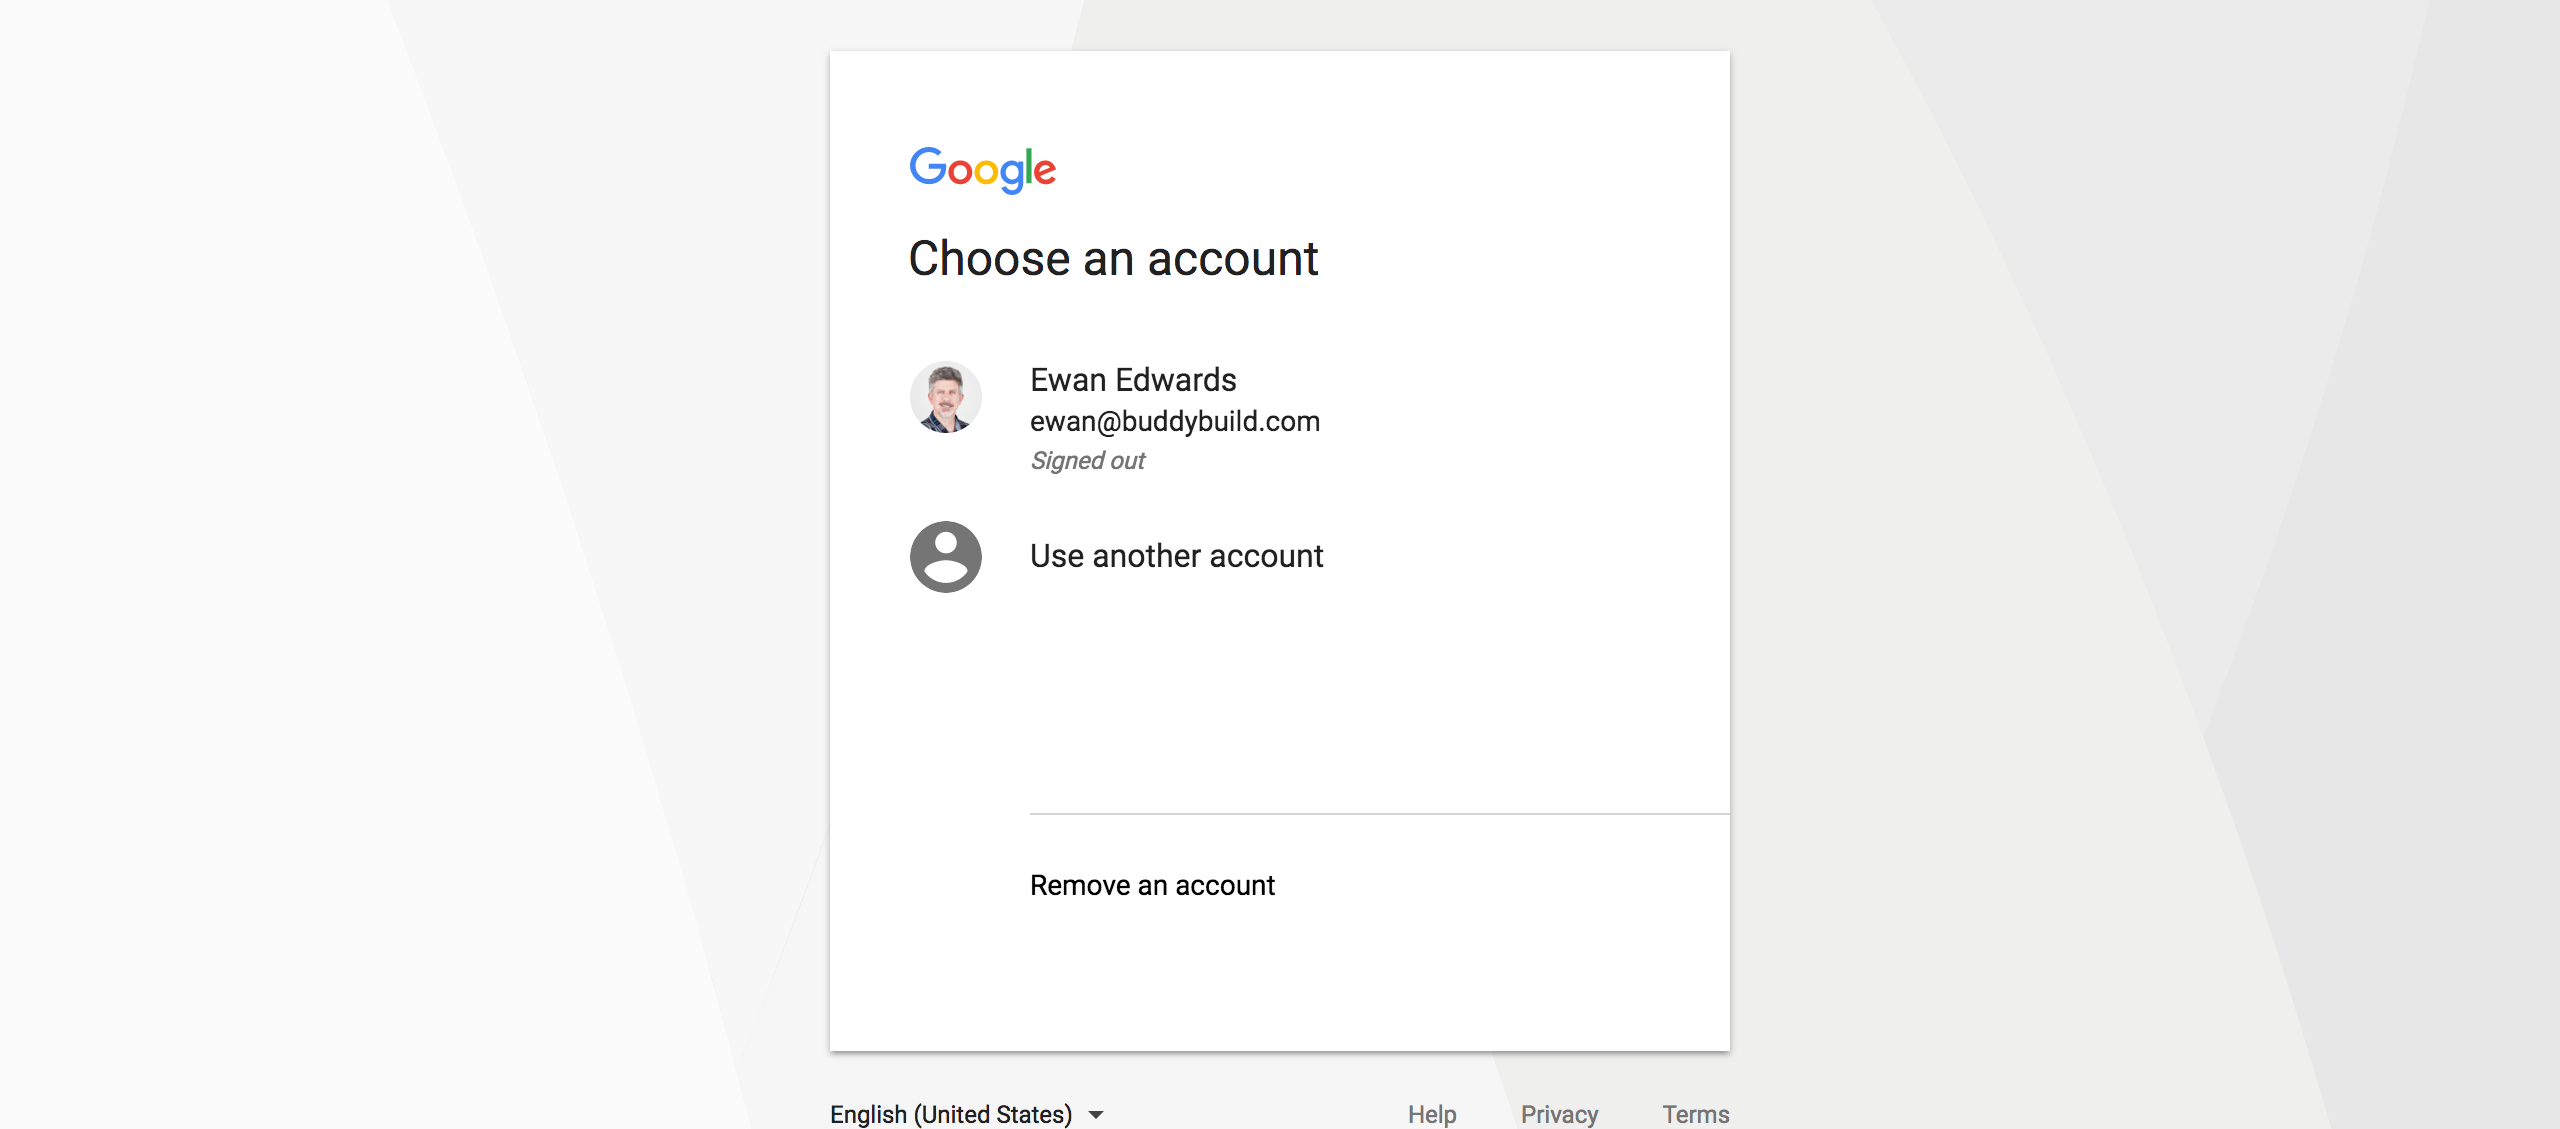 Google
Choose an account
Ewan Edwards
ewan@buddybuild.com
Signed out
Use another account
Remove an account
English (United States)
Help Privacy Terms